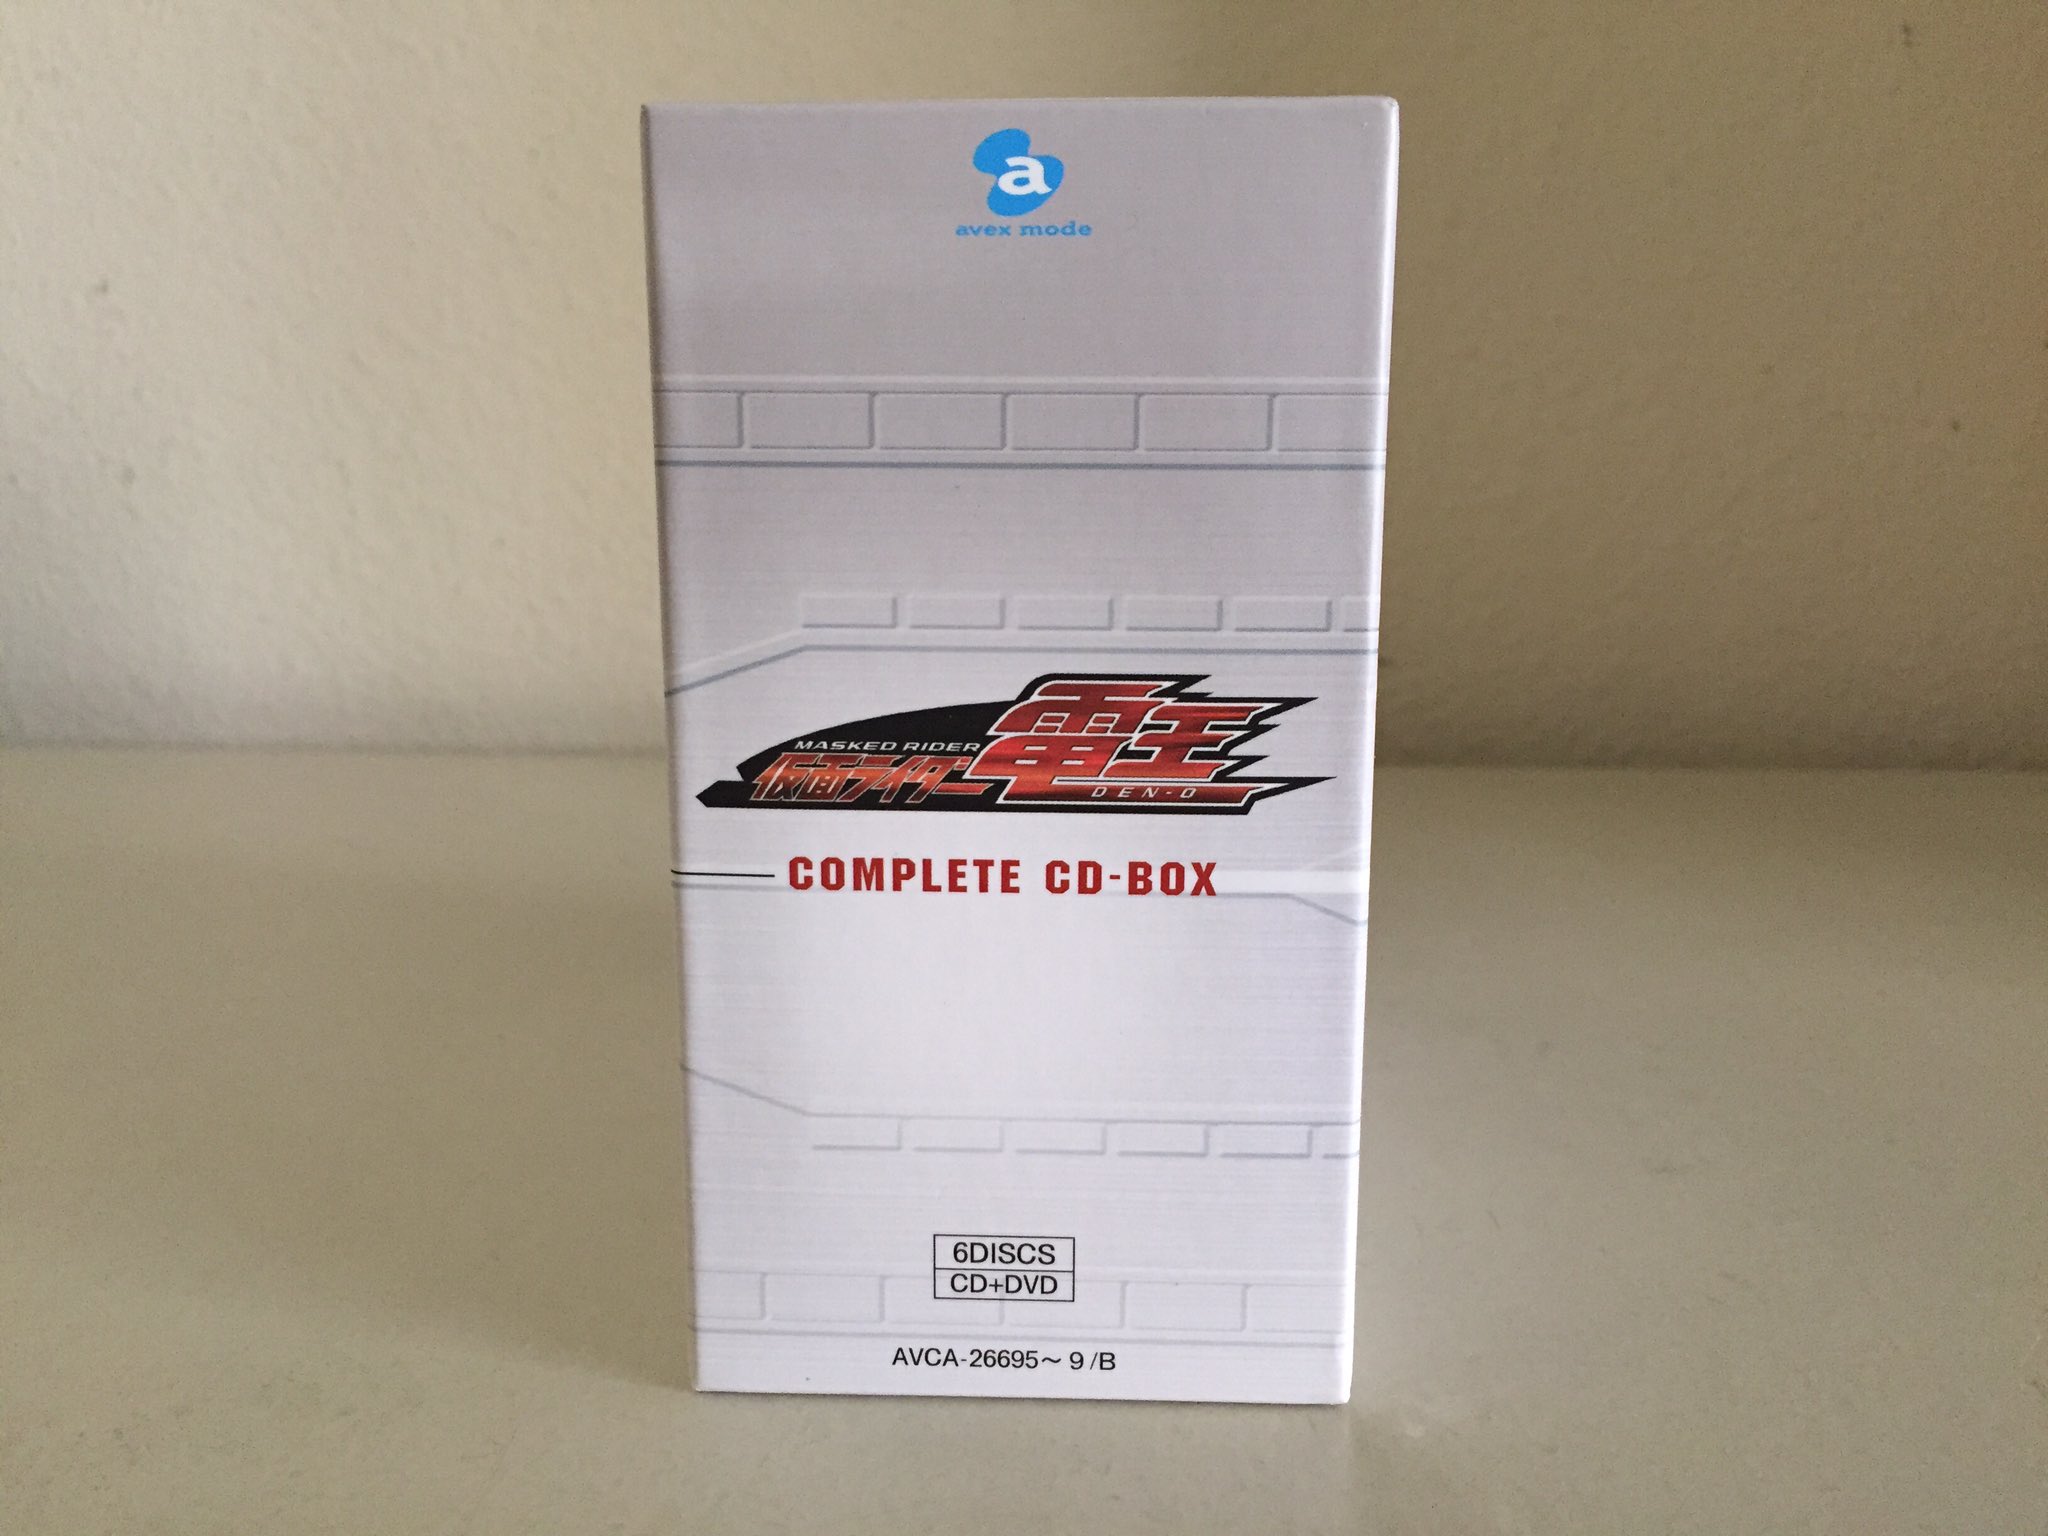 a
avex mode
MASKED RIDER
仮面ライダー電王
DEN-O
COMPLETE CD-BOX
6DISCS
CD+DVD
AVCA-26695～9/B